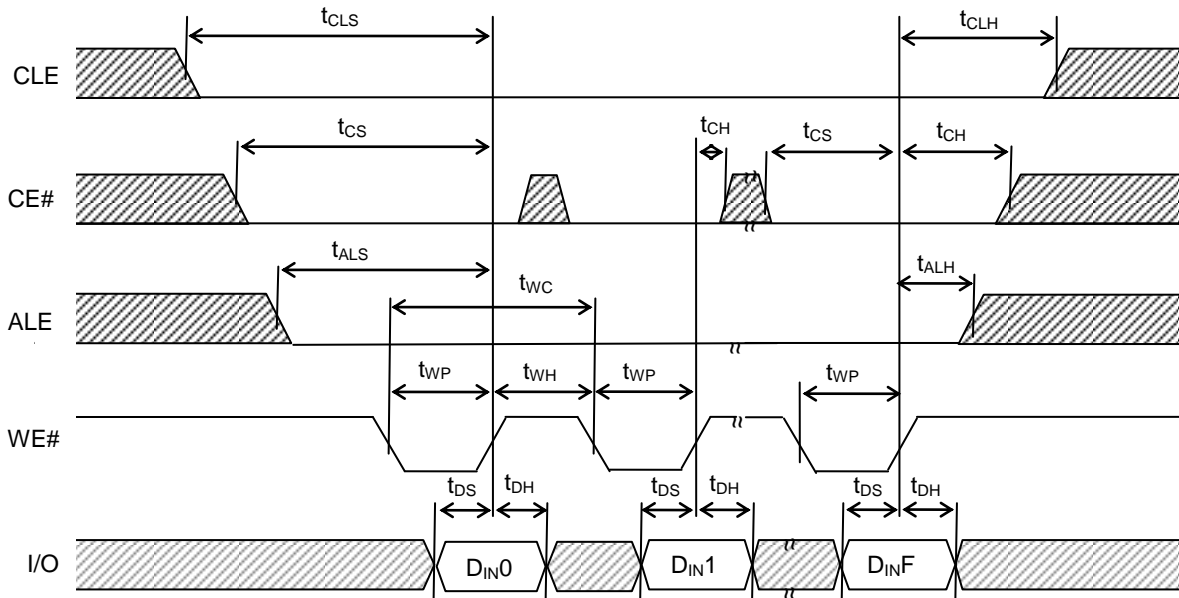 tCLS
tCLH
CLE
tCS
tCH
tCS
tCH
CE#
tALS
tWC
tALH
ALE
tWP
tWH
tWP
tWP
WE#
tDS
tDH
tDS
tDH
tDS
tDH
I/O
DIN0
DIN1
DINF